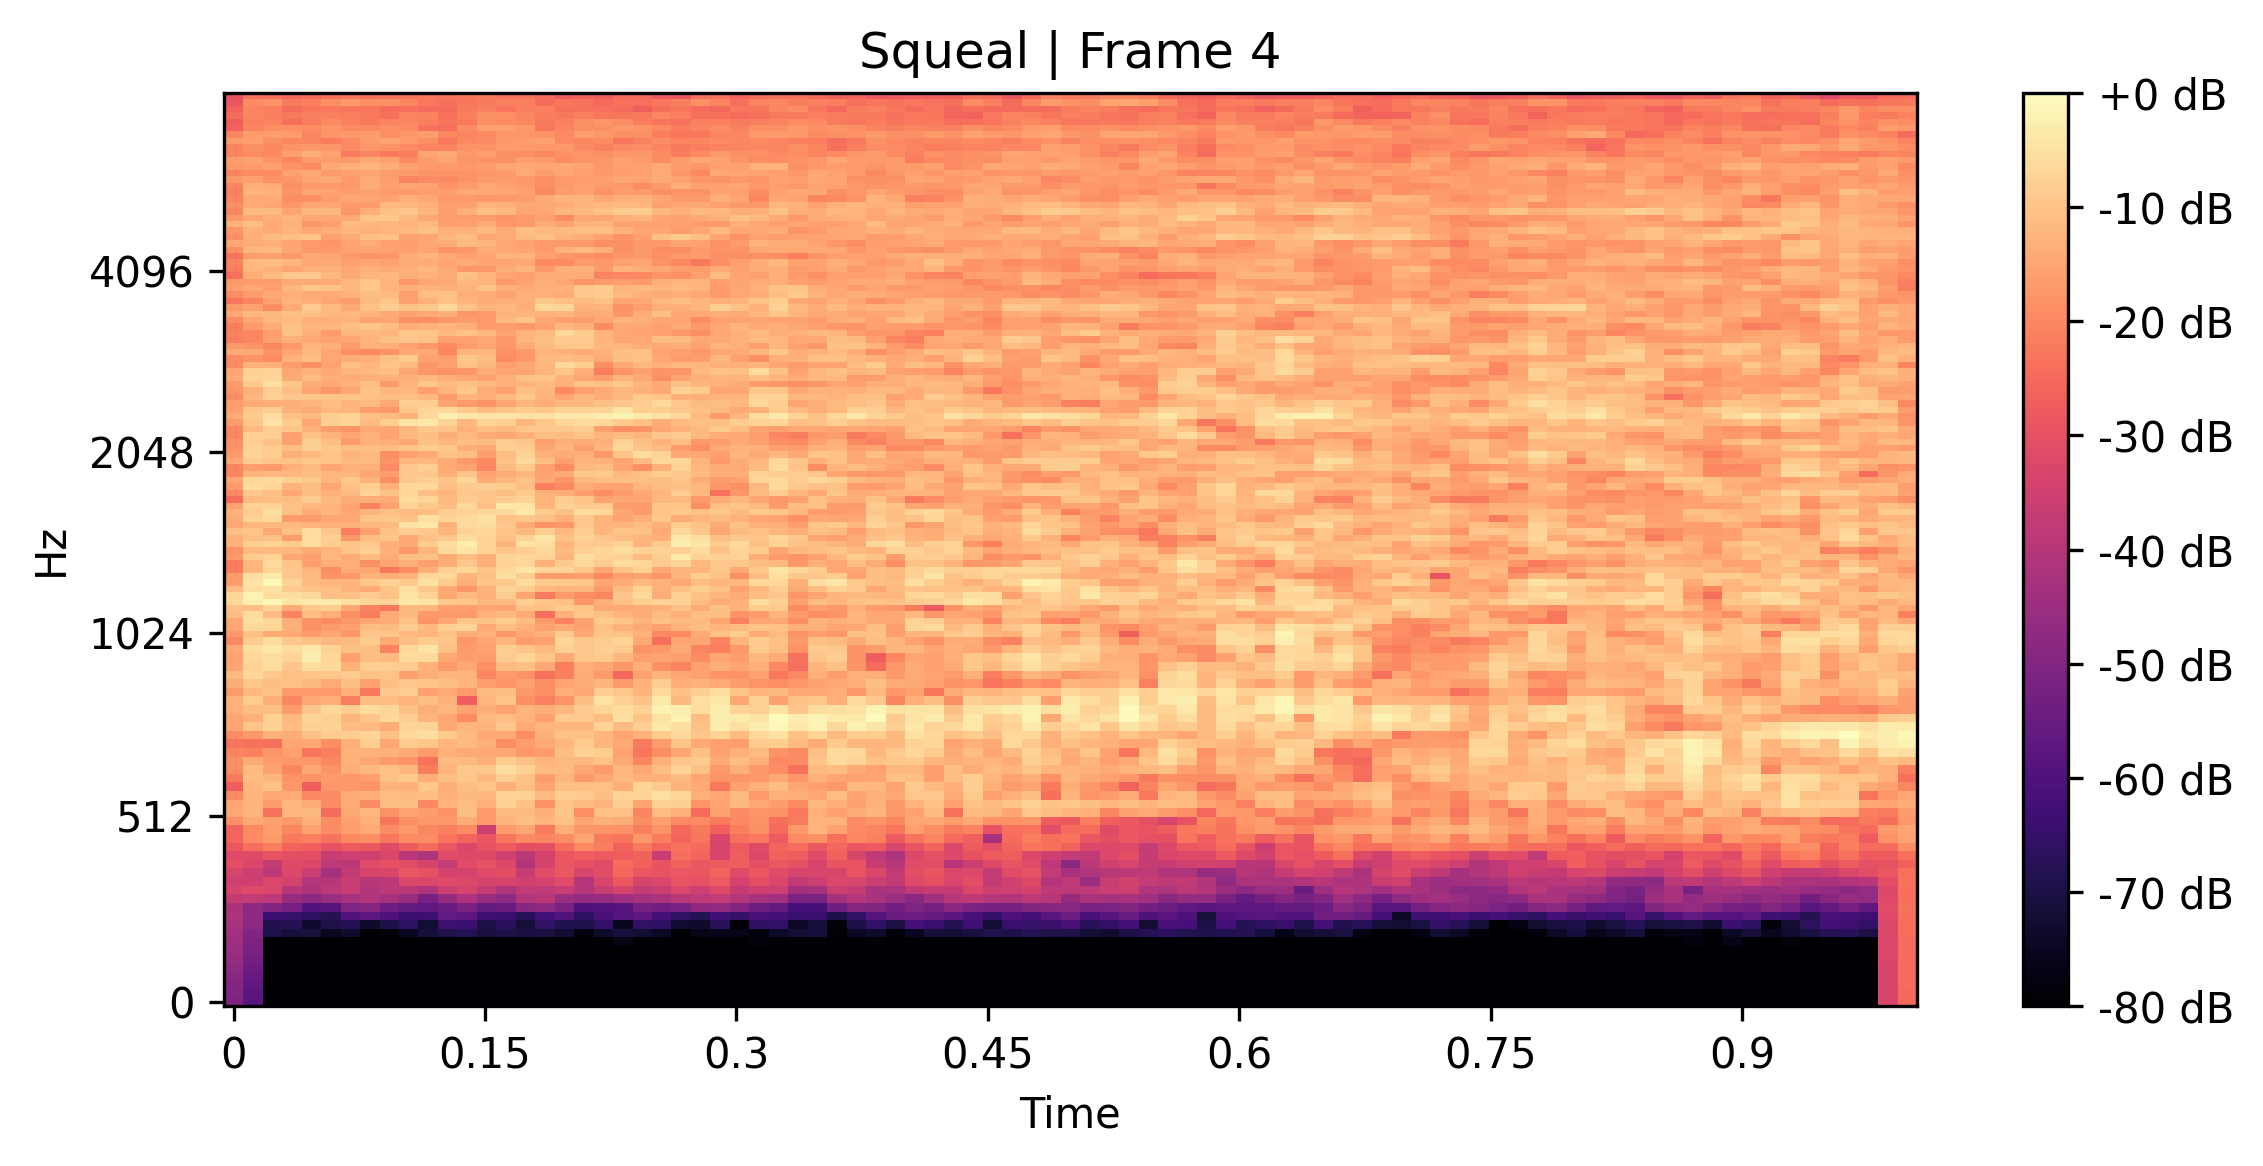 Squeal | Frame 4
+0 dB
-10 dB
-20 dB
-30 dB
-40 dB
-50 dB
-60 dB
-70 dB
-80 dB
Hz
4096
2048
1024
512
0
0 0.15 0.3 0.45 0.6 0.75 0.9
Time